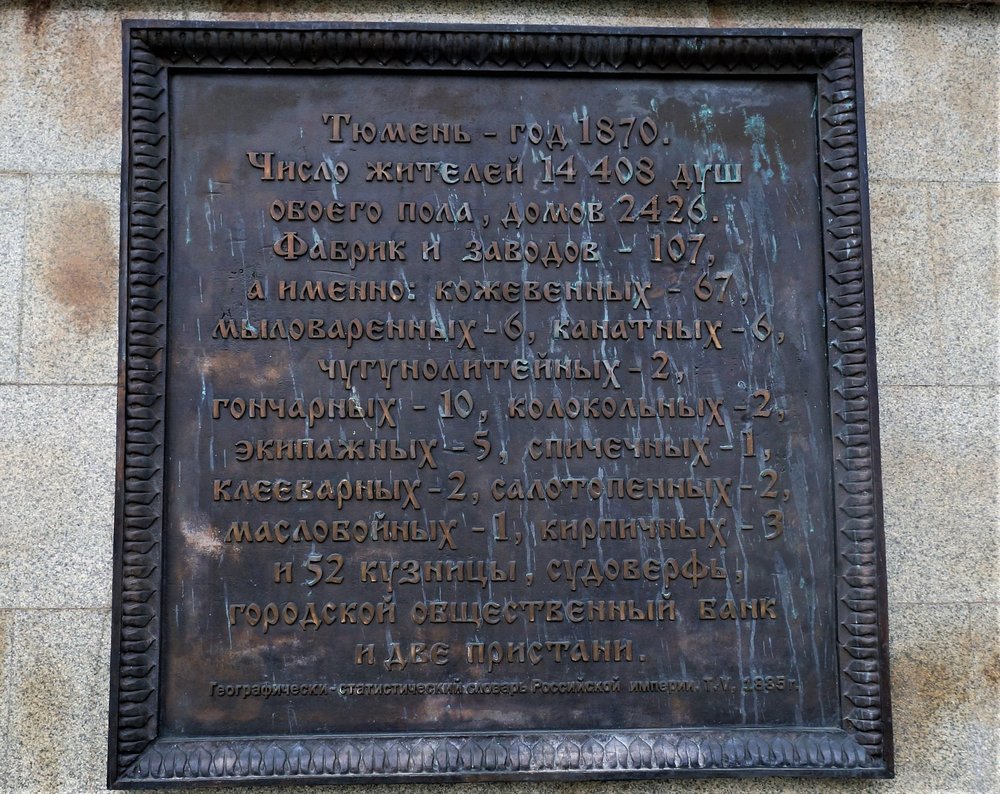 Тюмень - год 1870.
Число жителей 14 408 душ
обоего пола, домов 2426.
Фабрик и заводов - 107,
а именно: кожевенных - 67,
мыловаренных - 6, канатных - 6,
чугунолитейных - 2,
гончарных - 10, колокольных - 2,
экипажных - 5, спичечных - 1,
клееварных - 2, салотопенных - 2,
маслобойных - 1, кирпичных - 3
и 52 кузницы, судоверфь,
городской общественный банк
и две пристани.
Географически-статистический словарь Российской империи. Т.V,